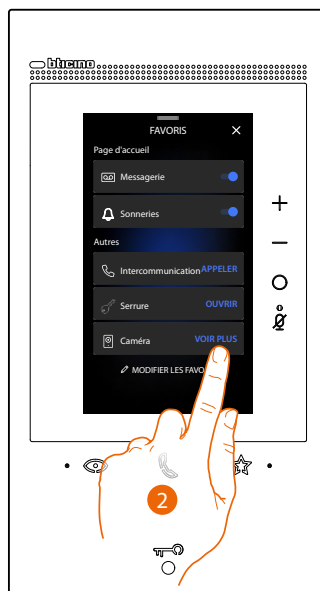 bticino
FAVORIS
Page d'accueil
Messagerie
Sonneries
Autres
Intercommunication APPELER
Serrure OUVRIR
Caméra VOIR PLUS
MODIFIER LES FAVO
2